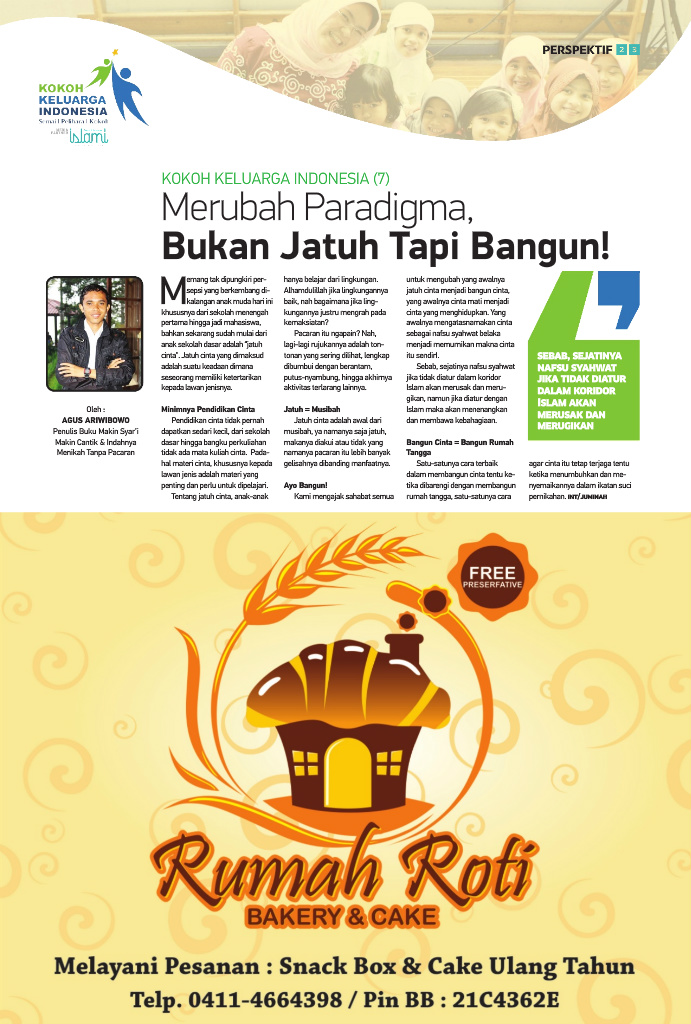 PERSPEKTIF 2 3
KOKOH
KELUARGA
INDONESIA
Semai | Pelihara | Kokoh
Islami
KOKOH KELUARGA INDONESIA (7)
Merubah Paradigma,
Bukan Jatuh Tapi Bangun!
Oleh :
AGUS ARIWIBOWO
Penulis Buku Makin Syar'i
Makin Cantik & Indahnya
Menikah Tanpa Pacaran
Memang tak dipungkiri per-
sepsi yang berkembang di-
kalangan anak muda hari ini
khususnya dari sekolah menengah
pertama hingga jadi mahasiswa,
bahkan sekarang sudah mulai dari
anak sekolah dasar adalah "jatuh
cinta". Jatuh cinta yang dimaksud
adalah suatu keadaan dimana
seseorang memiliki ketertarikan
kepada lawan jenisnya.
Minimnya Pendidikan Cinta
Pendidikan cinta tidak pernah
dapatkan sedari kecil, dari sekolah
dasar hingga bangku perkuliahan
tidak ada mata kuliah cinta. Pada-
hal materi cinta, khususnya kepada
lawan jenis adalah materi yang
penting dan perlu untuk dipelajari.
Tentang jatuh cinta, anak-anak
hanya belajar dari lingkungan.
Alhamdulillah jika lingkungannya
baik, nah bagaimana jika ling-
kungannya justru mengrah pada
kemaksiatan?
Pacaran itu ngapain? Nah,
lagi-lagi rujukannya adalah ton-
tonan yang sering dilihat, lengkap
dibumbui dengan berantam,
putus-nyambung, hingga akhirnya
aktivitas terlarang lainnya.
Jatuh = Musibah
Jatuh cinta adalah awal dari
musibah, ya namanya saja jatuh,
makanya diakui atau tidak yang
namanya pacaran itu lebih banyak
gelisahnya dibanding manfaatnya.
Ayo Bangun!
Kami mengajak sahabat semua
untuk mengubah yang awalnya
jatuh cinta menjadi bangun cinta,
yang awalnya cinta mati menjadi
cinta yang menghidupkan. Yang
awalnya mengatasnamakan cinta
sebagai nafsu syahwat belaka
menjadi memurnikan makna cinta
itu sendiri.
Sebab, sejatinya nafsu syahwat
jika tidak diatur dalam koridor
Islam akan merusak dan meru-
gikan, namun jika diatur dengan
Islam maka akan menenangkan
dan membawa kebahagiaan.
Bangun Cinta = Bangun Rumah
Tangga
Satu-satunya cara terbaik
dalam membangun cinta tentu ke-
tika dibarengi dengan membangun
rumah tangga, satu-satunya cara
SEBAB, SEJATINYA
NAFSU SYAHWAT
JIKA TIDAK DIATUR
DALAM KORIDOR
ISLAM AKAN
MERUSAK DAN
MERUGIKAN
agar cinta itu tetap terjaga tentu
ketika menumbuhkan dan me-
nyemaikannya dalam ikatan suci
pernikahan. INT/JUMINAH
FREE
PRESERFATIVE
Rumah Roti
BAKERY & CAKE
Melayani Pesanan : Snack Box & Cake Ulang Tahun
Telp. 0411-4664398 / Pin BB : 21C4362E